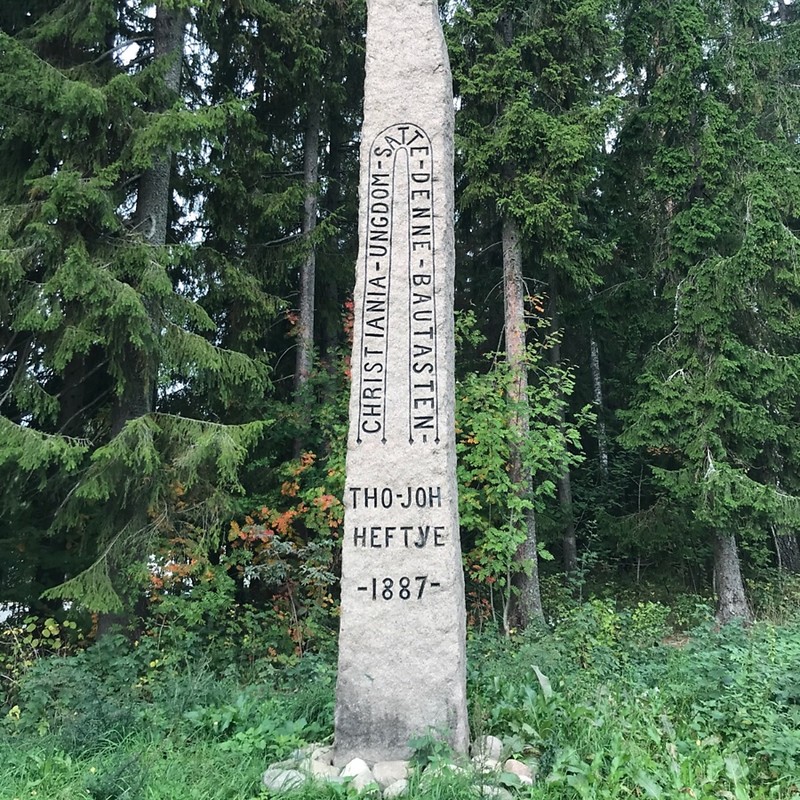 CHRISTIANIA-UNGDOM-SATTE-DENNE-BAUTASTEN-
THO-JOH
HEFTYE
-1887-